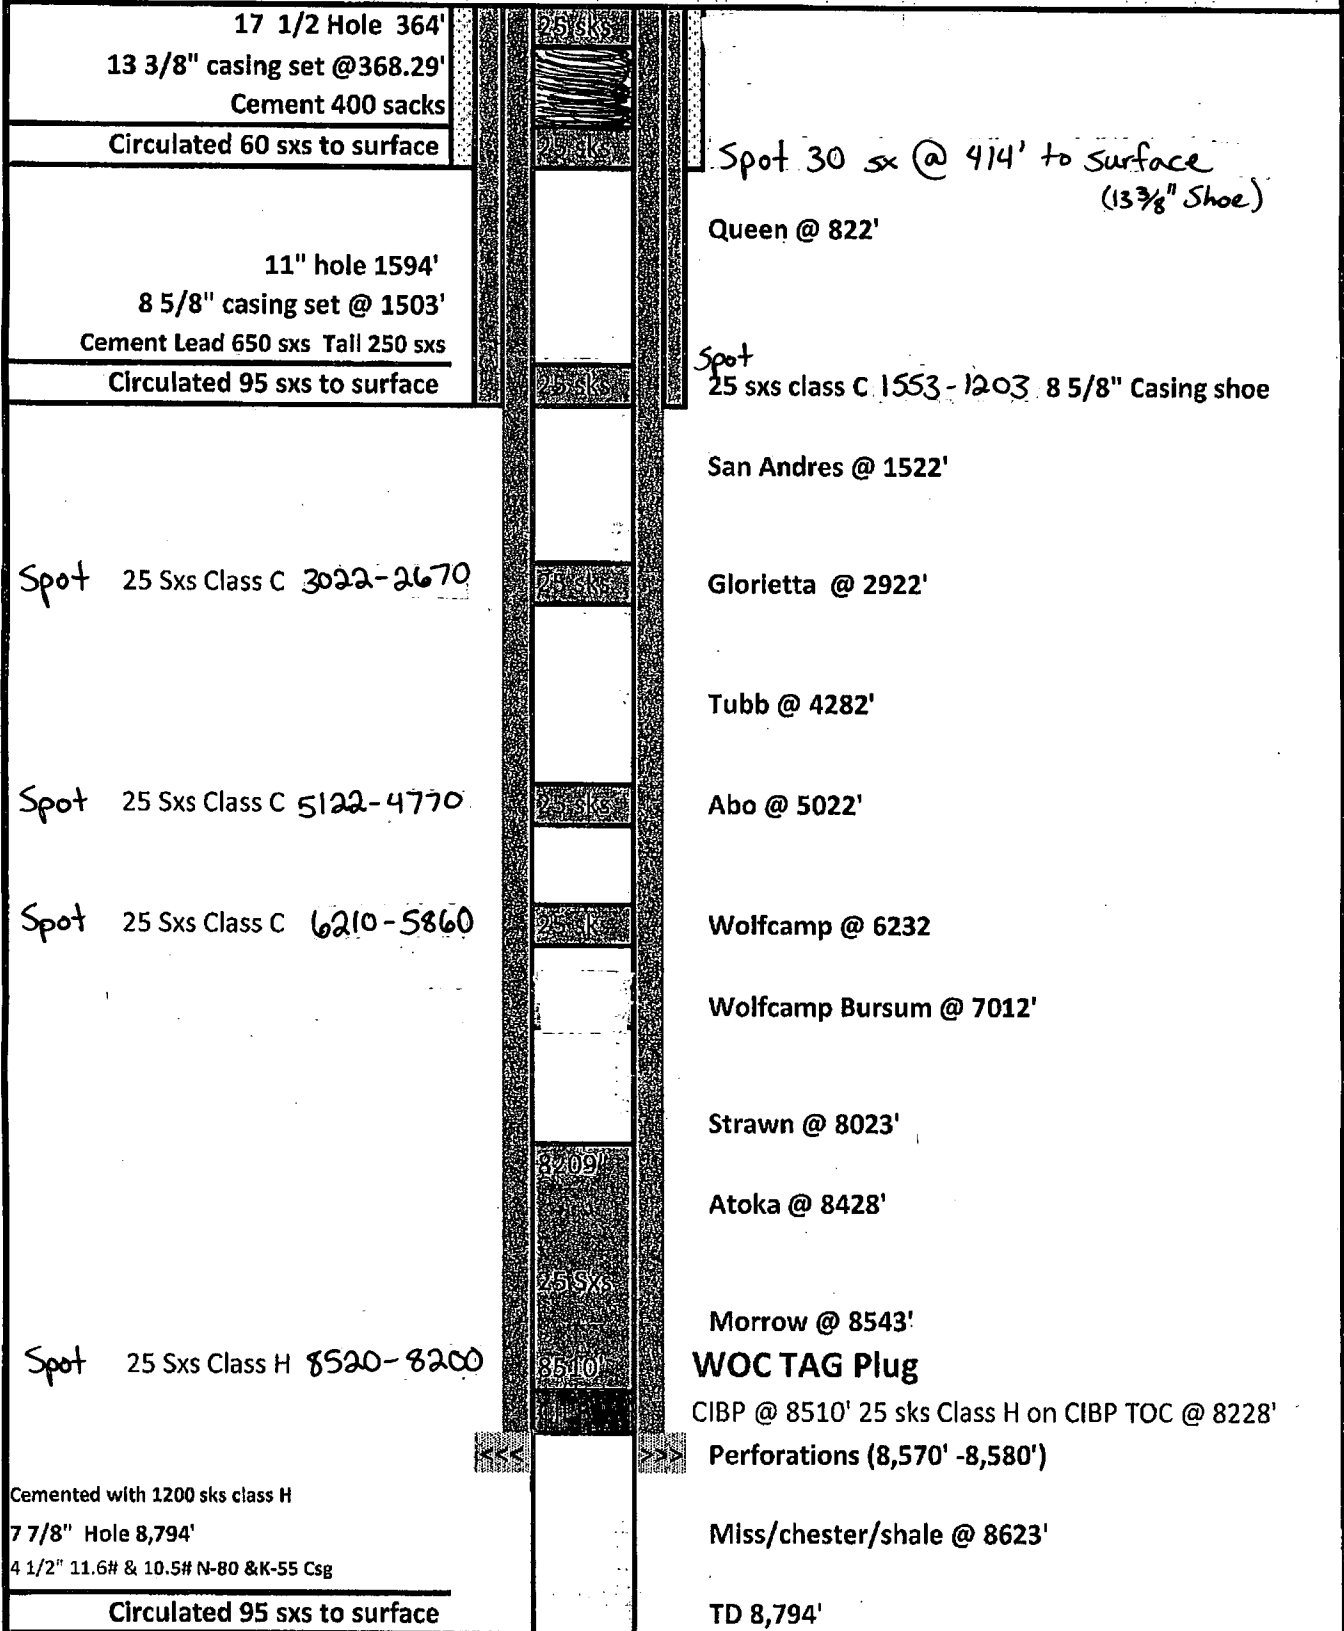 17 1/2 Hole 364'
13 3/8" casing set @368.29'
Cement 400 sacks
Circulated 60 sxs to surface
25 sks
25 sks
Spot 30 sx @ 414' to surface
(13 3/8" Shoe)
Queen @ 822'
11" hole 1594'
8 5/8" casing set @ 1503'
Cement Lead 650 sxs Tail 250 sxs
Circulated 95 sxs to surface
25 sks
Spot
25 sxs class C 1553-1203 8 5/8" Casing shoe
San Andres @ 1522'
Spot 25 Sxs Class C 3022-2670
25 sks
Glorietta @ 2922'
Tubb @ 4282'
Spot 25 Sxs Class C 5122-4770
25 sks
Abo @ 5022'
Spot 25 Sxs Class C 6210-5860
Wolfcamp @ 6232
Wolfcamp Bursum @ 7012'
Strawn @ 8023'
8209'
Atoka @ 8428'
25 Sxs
Morrow @ 8543'
Spot 25 Sxs Class H 8520-8200
8510'
WOC TAG Plug
CIBP @ 8510' 25 sks Class H on CIBP TOC @ 8228'
<<< >>> Perforations (8,570' -8,580')
Cemented with 1200 sks class H
7 7/8" Hole 8,794'
Miss/chester/shale @ 8623'
4 1/2" 11.6# & 10.5# N-80 &K-55 Csg
Circulated 95 sxs to surface
TD 8,794'